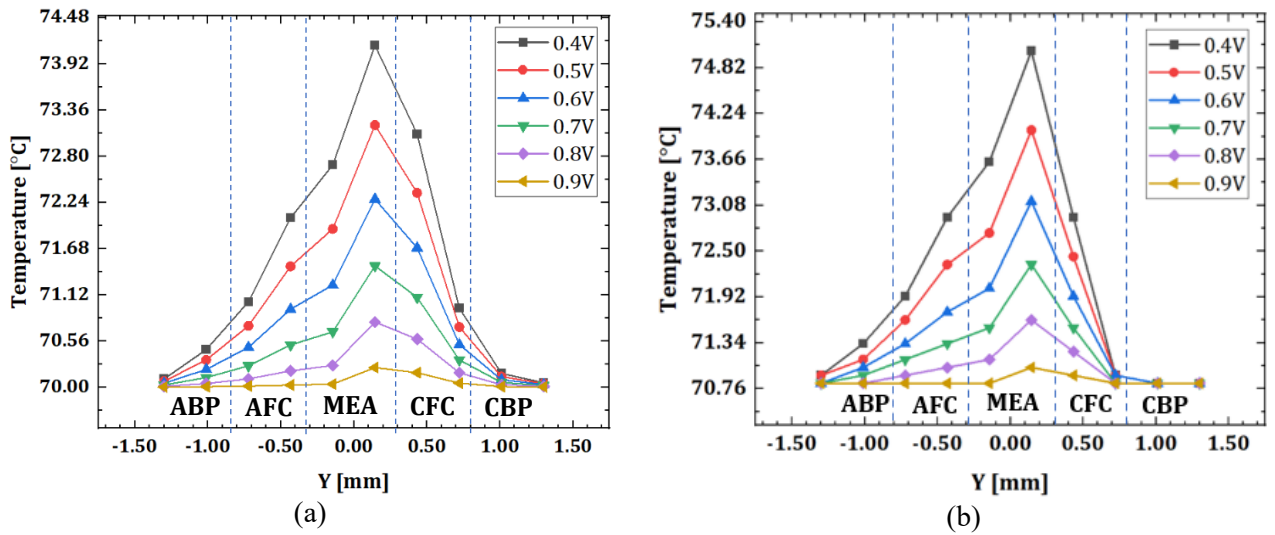 (a)
74.48
73.92
73.36
72.80
72.24
71.68
71.12
70.56
70.00
Temperature [°C]
0.4V
0.5V
0.6V
0.7V
0.8V
0.9V
ABP AFC MEA CFC CBP
-1.50 -1.00 -0.50 0.00 0.50 1.00 1.50
Y [mm]
(a)
(b)
75.40
74.82
74.24
73.66
73.08
72.50
71.92
71.34
70.76
Temperature [°C]
0.4V
0.5V
0.6V
0.7V
0.8V
0.9V
ABP AFC MEA CFC CBP
-1.50 -1.00 -0.50 0.00 0.50 1.00 1.50
Y [mm]
(b)